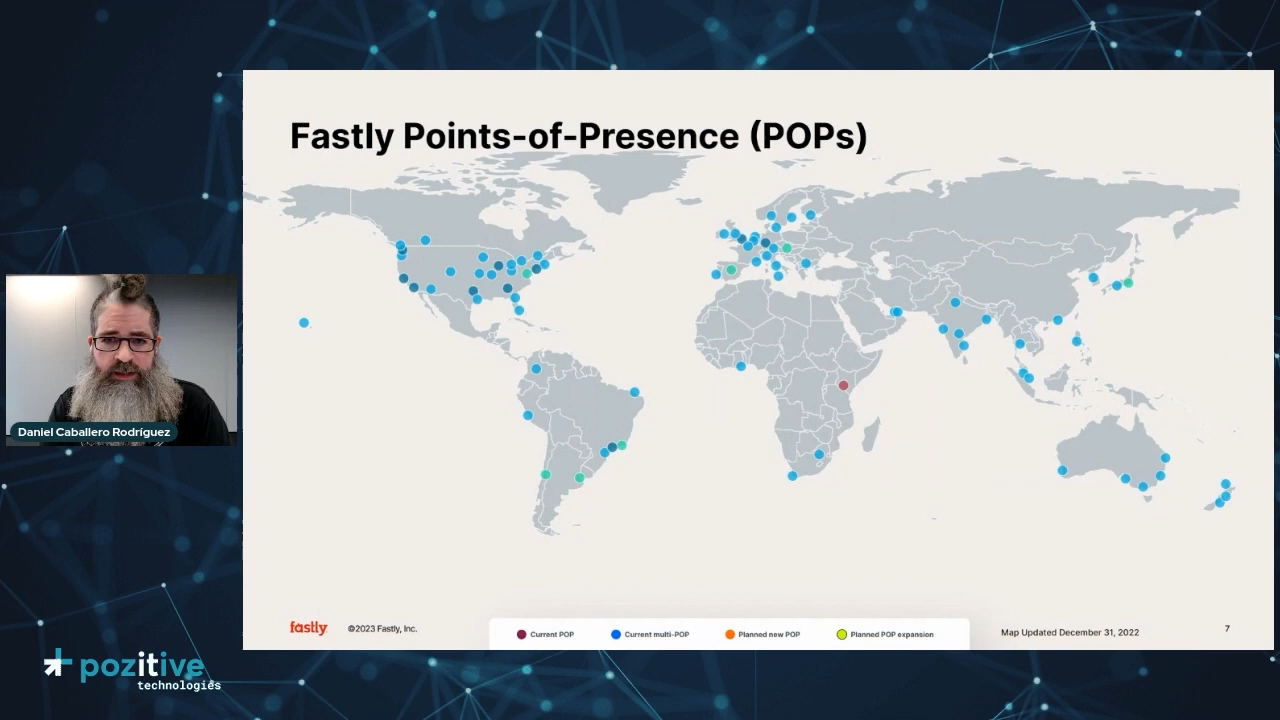 Fastly Points-of-Presence (POPs)
Daniel Caballero Rodríguez
fastly
©2023 Fastly, Inc.
Current POP
Current multi-POP
Planned new POP
Planned POP expansion
Map Updated December 31, 2022
7
pozitive
technologies